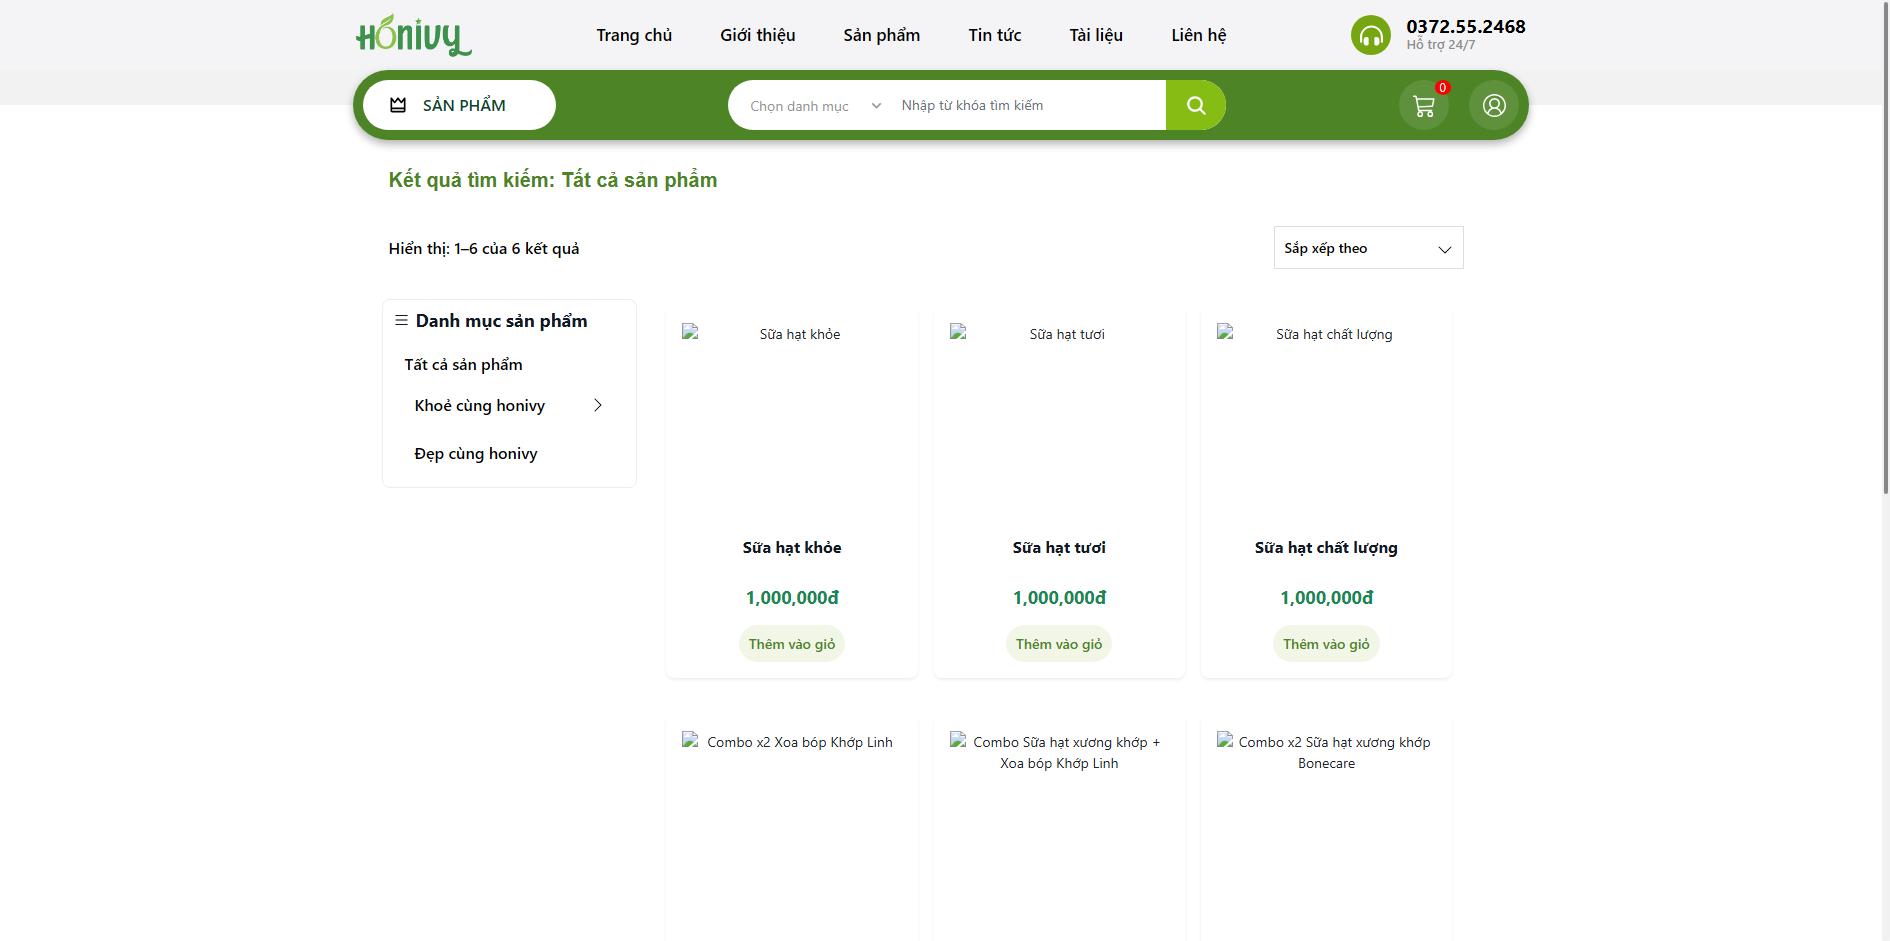 Honivy
Trang chủ
Giới thiệu
Sản phẩm
Tin tức
Tài liệu
Liên hệ
0372.55.2468
Hỗ trợ 24/7
SẢN PHẨM
Chọn danh mục
Nhập từ khóa tìm kiếm
0
Kết quả tìm kiếm: Tất cả sản phẩm
Hiển thị: 1–6 của 6 kết quả
Sắp xếp theo
Danh mục sản phẩm
Tất cả sản phẩm
Khoẻ cùng honivy
Đẹp cùng honivy
Sữa hạt khỏe
Sữa hạt khỏe
1,000,000đ
Thêm vào giỏ
Sữa hạt tươi
Sữa hạt tươi
1,000,000đ
Thêm vào giỏ
Sữa hạt chất lượng
Sữa hạt chất lượng
1,000,000đ
Thêm vào giỏ
Combo x2 Xoa bóp Khớp Linh
Combo Sữa hạt xương khớp +
Xoa bóp Khớp Linh
Combo x2 Sữa hạt xương khớp
Bonecare